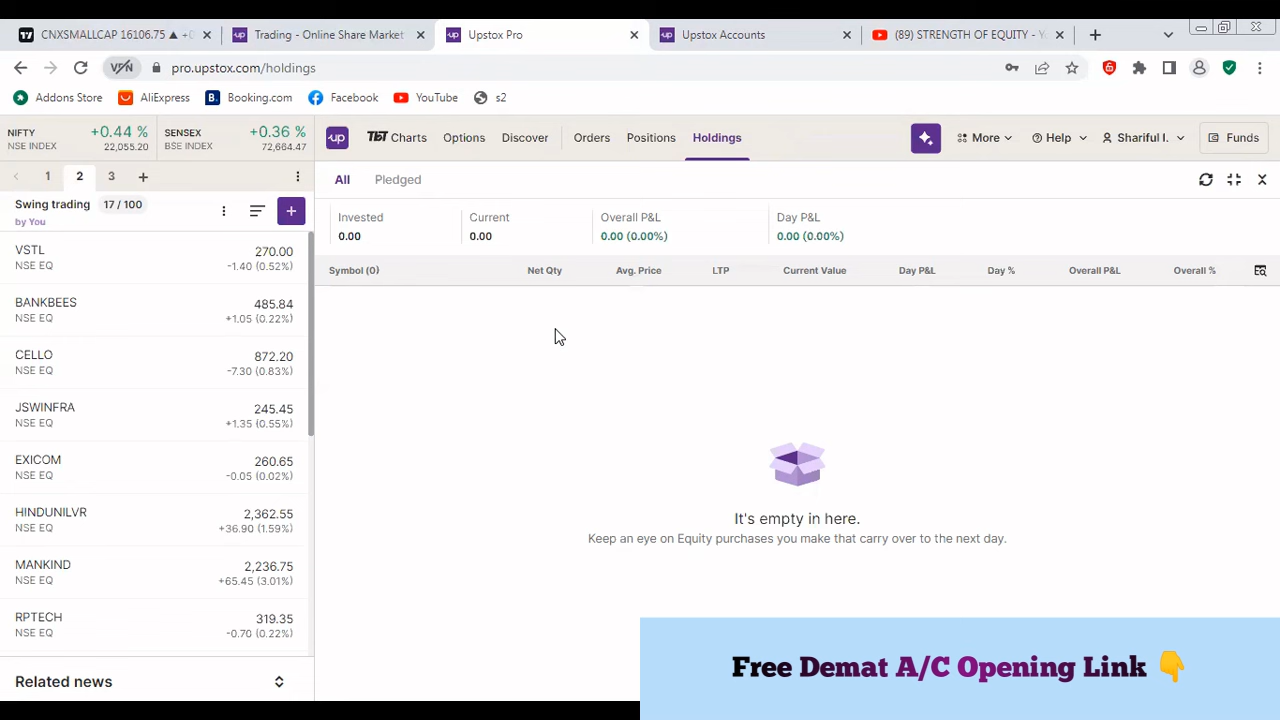 CNXSMALLCAP 16106.75 ▲ +0
Trading - Online Share Market
Upstox Pro
Upstox Accounts
(89) STRENGTH OF EQUITY - Y
VPN
pro.upstox.com/holdings
Addons Store
AliExpress
B.
Booking.com
Facebook
YouTube
s2
NIFTY
+0.44 %
NSE INDEX
22,055.20
SENSEX
+0.36 %
BSE INDEX
72,664.47
up
TBT Charts
Options
Discover
Orders
Positions
Holdings
More
Help
Shariful I.
Funds
1
2
3
All
Pledged
Swing trading
17 / 100
by You
Invested
0.00
Current
0.00
Overall P&L
0.00 (0.00%)
Day P&L
0.00 (0.00%)
Symbol (0)
Net Qty
Avg. Price
LTP
Current Value
Day P&L
Day %
Overall P&L
Overall %
VSTL
270.00
NSE EQ
-1.40 (0.52%)
BANKBEES
485.84
NSE EQ
+1.05 (0.22%)
CELLO
872.20
NSE EQ
-7.30 (0.83%)
JSWINFRA
245.45
NSE EQ
+1.35 (0.55%)
EXICOM
260.65
NSE EQ
-0.05 (0.02%)
HINDUNILVR
2,362.55
NSE EQ
+36.90 (1.59%)
MANKIND
2,236.75
NSE EQ
+65.45 (3.01%)
RPTECH
319.35
NSE EQ
-0.70 (0.22%)
It's empty in here.
Keep an eye on Equity purchases you make that carry over to the next day.
Related news
Free Demat A/C Opening Link 👇